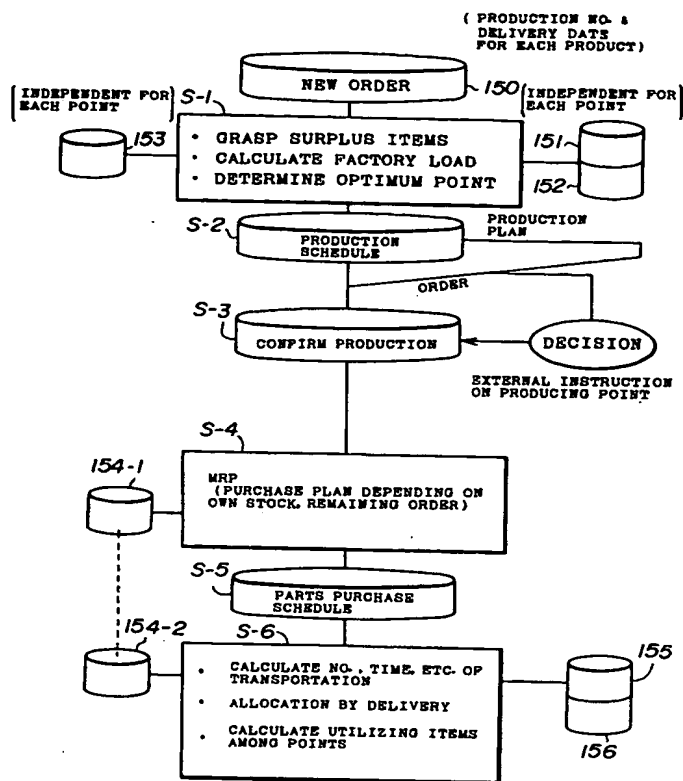 ( PRODUCTION NO. &
DELIVERY DATS
FOR EACH PRODUCT)
NEW ORDER
150
[INDEPENDENT FOR
EACH POINT]
S-1
[INDEPENDENT FOR
EACH POINT]
153
• GRASP SURPLUS ITEMS
• CALCULATE FACTORY LOAD
• DETERMINE OPTIMUM POINT
151
152
S-2
PRODUCTION
SCHEDULE
PRODUCTION
PLAN
ORDER
S-3
CONFIRM PRODUCTION
DECISION
EXTERNAL INSTRUCTION
ON PRODUCING POINT
S-4
154-1
MRP
(PURCHASE PLAN DEPENDING ON
OWN STOCK, REMAINING ORDER)
S-5
PARTS PURCHASE
SCHEDULE
154-2
S-6
• CALCULATE NO., TIME, ETC. OF
TRANSPORTATION
• ALLOCATION BY DELIVERY
• CALCULATE UTILIZING ITEMS
AMONG POINTS
155
156